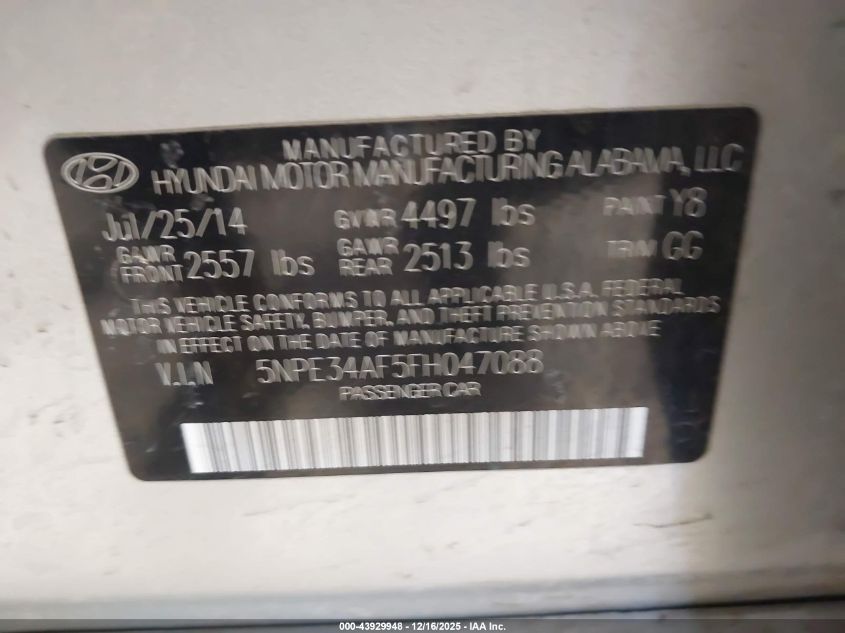 MANUFACTURED BY
HYUNDAI MOTOR MANUFACTURING ALABAMA, LLC
Jul/25/14 GVWR 4497 lbs PAINT Y8
GAWR FRONT 2557 lbs GAWR REAR 2513 lbs TRIM GG
THIS VEHICLE CONFORMS TO ALL APPLICABLE U.S.A. FEDERAL
MOTOR VEHICLE SAFETY, BUMPER, AND THEFT PREVENTION STANDARDS
IN EFFECT ON THE DATE OF MANUFACTURE SHOWN ABOVE
V.I.N 5NPE34AF5FH047088
PASSENGER CAR
000-43929948 - 12/16/2025 - IAA Inc.